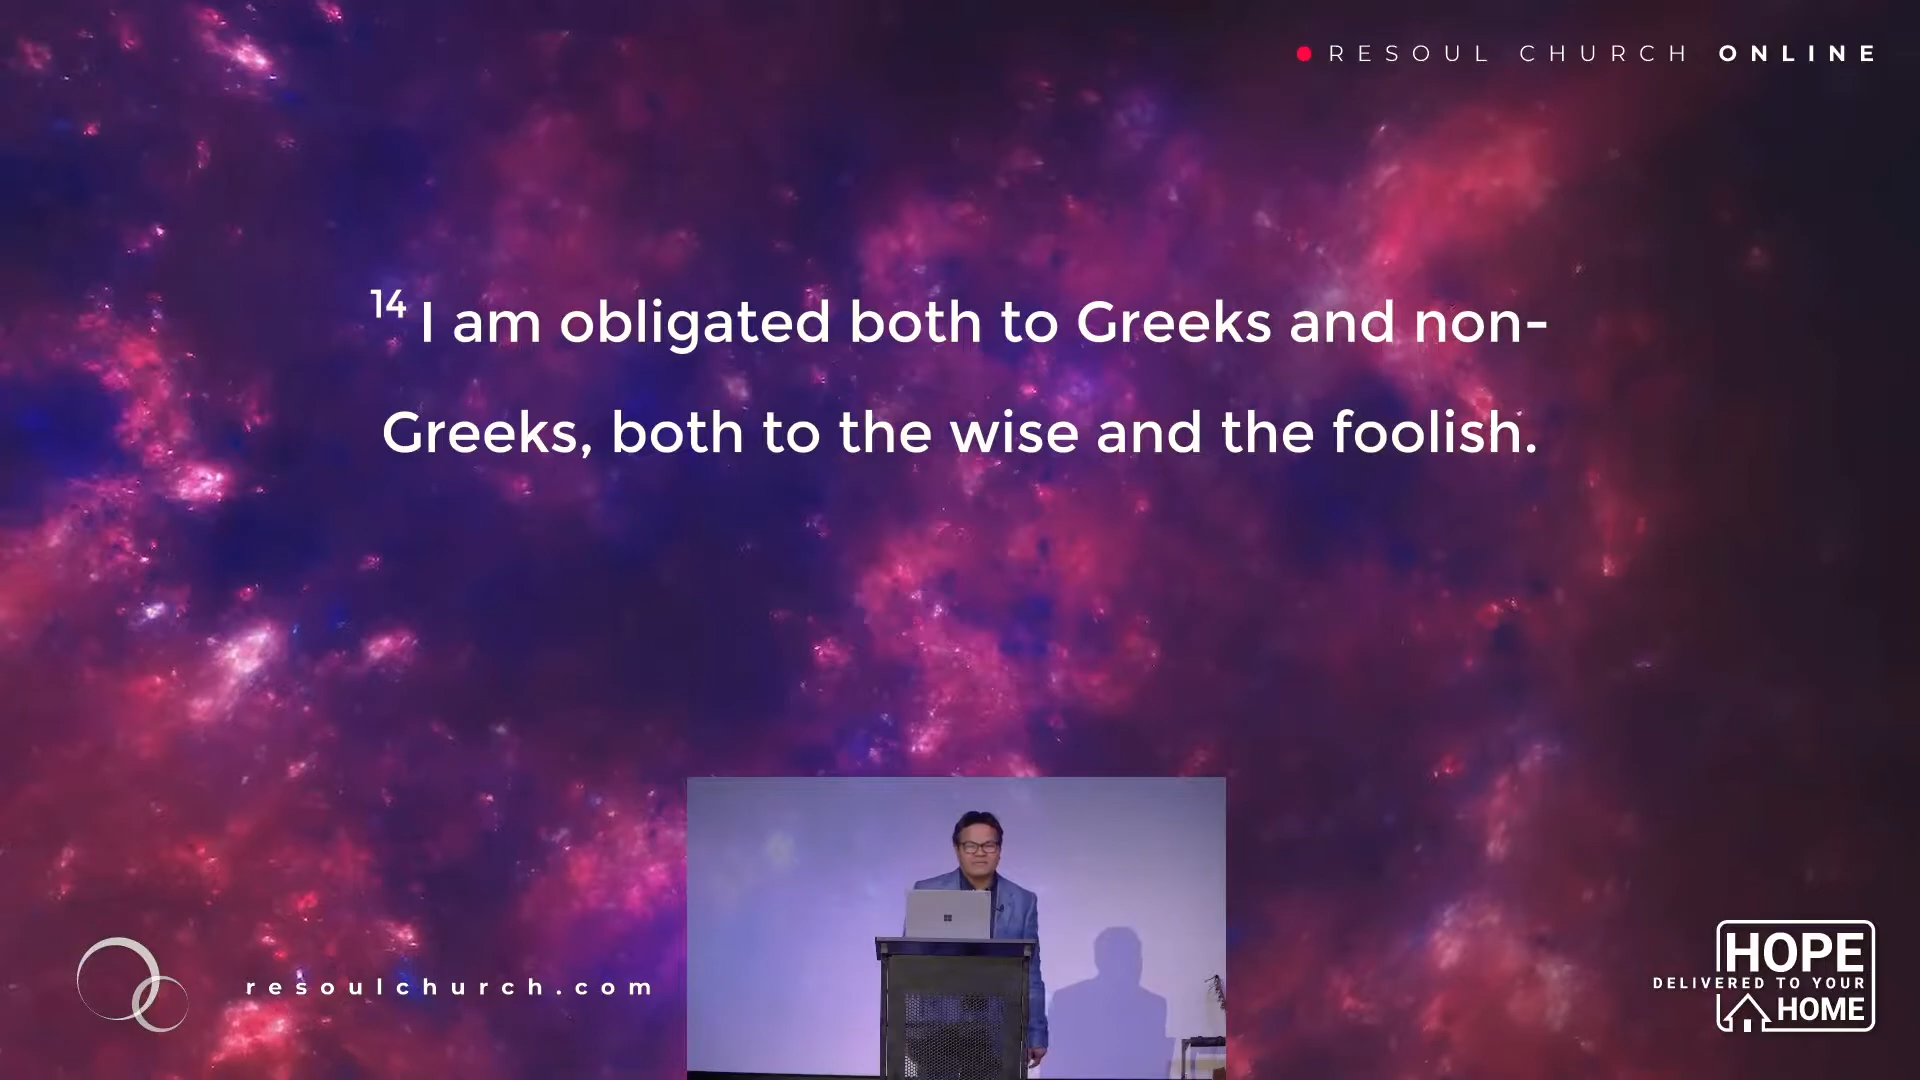 RESOUL CHURCH ONLINE
14 I am obligated both to Greeks and non-
Greeks, both to the wise and the foolish.
resoulchurch.com
HOPE
DELIVERED TO YOUR
HOME